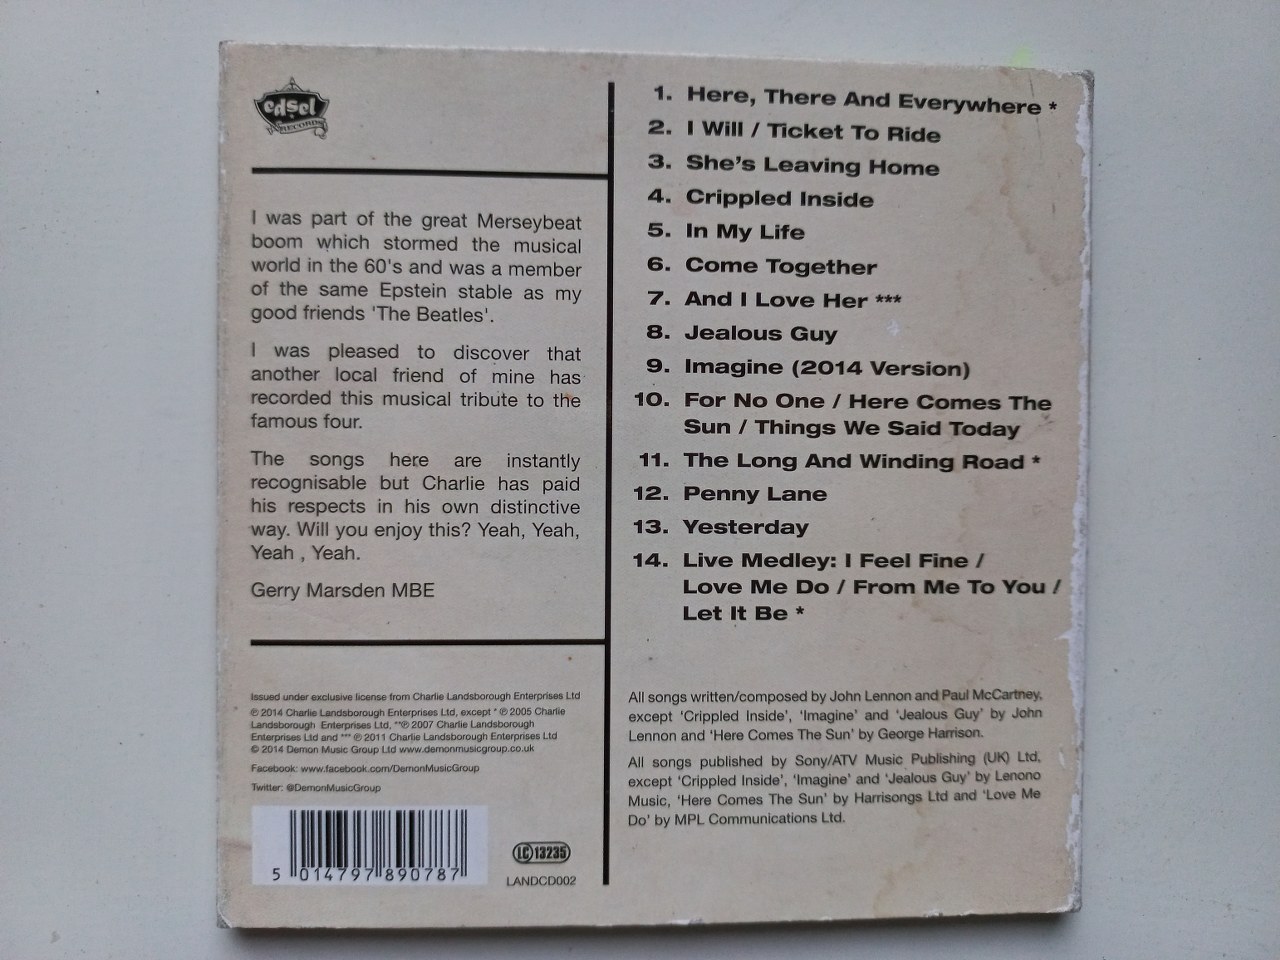 edsel
RECORDS
I was part of the great Merseybeat
boom which stormed the musical
world in the 60's and was a member
of the same Epstein stable as my
good friends 'The Beatles'.
I was pleased to discover that
another local friend of mine has
recorded this musical tribute to the
famous four.
The songs here are instantly
recognisable but Charlie has paid
his respects in his own distinctive
way. Will you enjoy this? Yeah, Yeah,
Yeah , Yeah.
Gerry Marsden MBE
Issued under exclusive license from Charlie Landsborough Enterprises Ltd
℗ 2014 Charlie Landsborough Enterprises Ltd, except * ℗ 2005 Charlie
Landsborough Enterprises Ltd, **℗ 2007 Charlie Landsborough
Enterprises Ltd and *** ℗ 2011 Charlie Landsborough Enterprises Ltd
© 2014 Demon Music Group Ltd www.demonmusicgroup.co.uk
Facebook: www.facebook.com/DemonMusicGroup
Twitter: @DemonMusicGroup
5 014797 890787
LC 13235
LANDCD002
1. Here, There And Everywhere *
2. I Will / Ticket To Ride
3. She's Leaving Home
4. Crippled Inside
5. In My Life
6. Come Together
7. And I Love Her ***
8. Jealous Guy
9. Imagine (2014 Version)
10. For No One / Here Comes The
Sun / Things We Said Today
11. The Long And Winding Road *
12. Penny Lane
13. Yesterday
14. Live Medley: I Feel Fine /
Love Me Do / From Me To You /
Let It Be *
All songs written/composed by John Lennon and Paul McCartney,
except 'Crippled Inside', 'Imagine' and 'Jealous Guy' by John
Lennon and 'Here Comes The Sun' by George Harrison.
All songs published by Sony/ATV Music Publishing (UK) Ltd,
except 'Crippled Inside', 'Imagine' and 'Jealous Guy' by Lenono
Music, 'Here Comes The Sun' by Harrisongs Ltd and 'Love Me
Do' by MPL Communications Ltd.